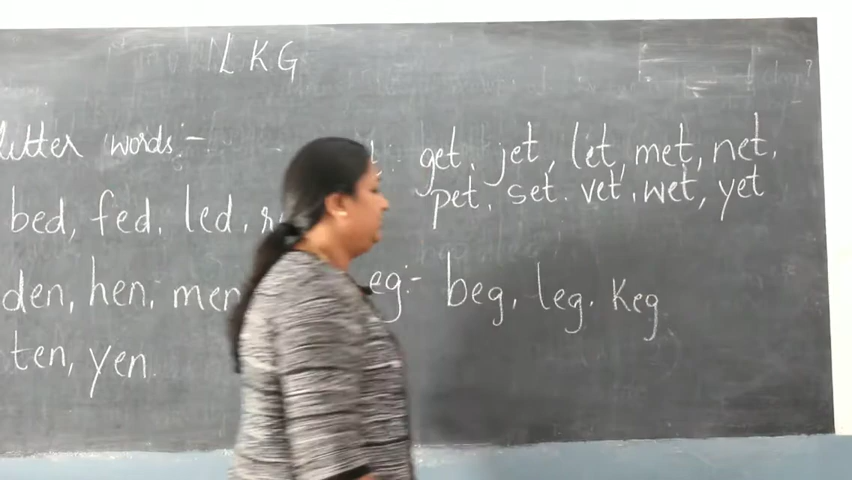 LKG
letter words:-
bed, fed, led,
den, hen, men
ten, yen.
get, jet, let, met, net,
pet, set. vet, wet, yet
eg:- beg, leg. keg